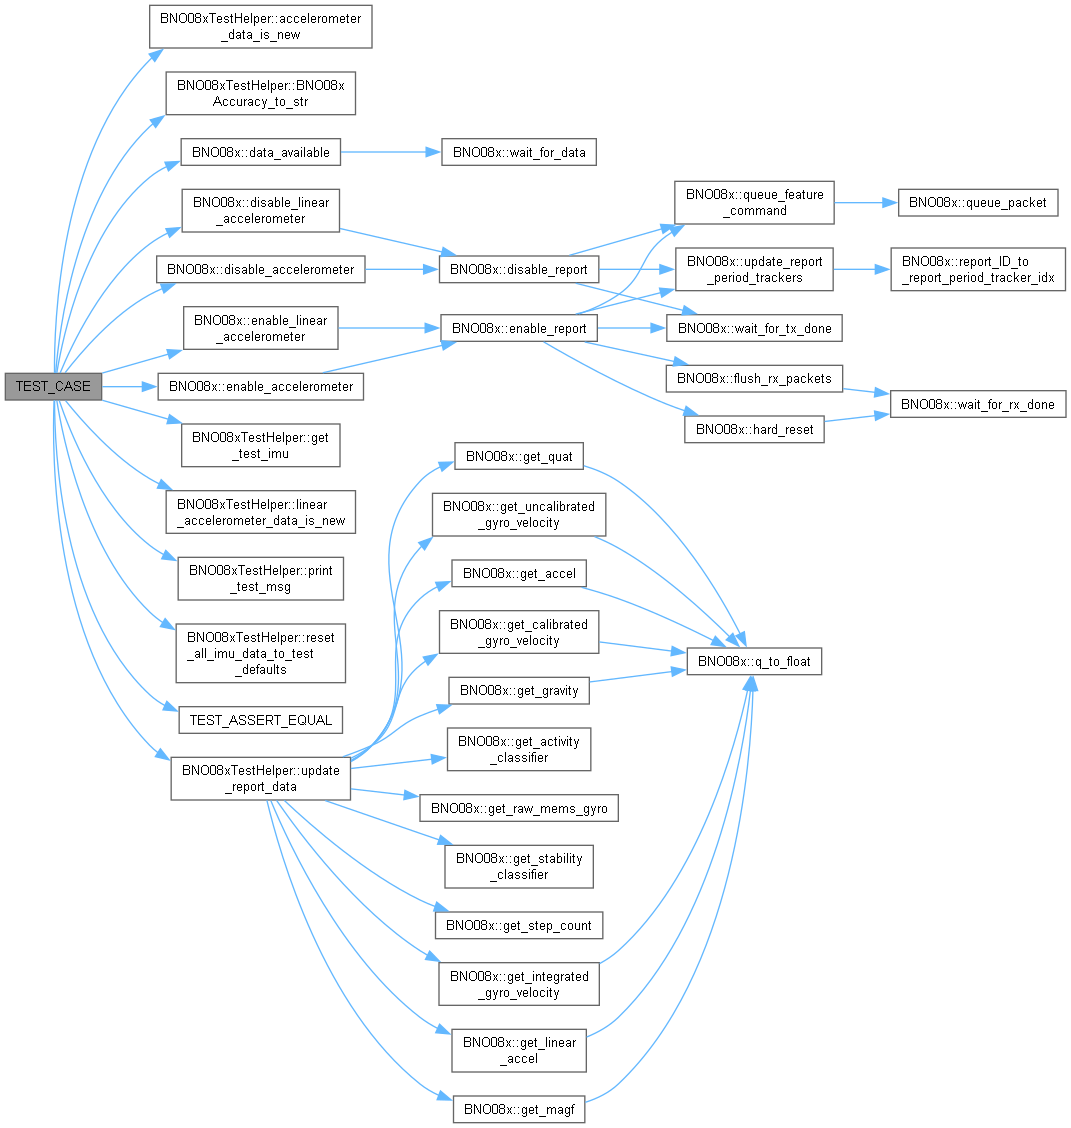 BNO08xTestHelper::accelerometer
_data_is_new
BNO08xTestHelper::BNO08x
Accuracy_to_str
BNO08x::data_available
BNO08x::wait_for_data
BNO08x::disable_linear
_accelerometer
BNO08x::queue_feature
_command
BNO08x::queue_packet
BNO08x::disable_accelerometer
BNO08x::disable_report
BNO08x::update_report
_period_trackers
BNO08x::report_ID_to
_report_period_tracker_idx
BNO08x::enable_linear
_accelerometer
BNO08x::enable_report
BNO08x::wait_for_tx_done
TEST_CASE
BNO08x::enable_accelerometer
BNO08x::flush_rx_packets
BNO08x::wait_for_rx_done
BNO08x::hard_reset
BNO08xTestHelper::get
_test_imu
BNO08x::get_quat
BNO08xTestHelper::linear
_accelerometer_data_is_new
BNO08x::get_uncalibrated
_gyro_velocity
BNO08xTestHelper::print
_test_msg
BNO08x::get_accel
BNO08xTestHelper::reset
_all_imu_data_to_test
_defaults
BNO08x::get_calibrated
_gyro_velocity
BNO08x::q_to_float
BNO08x::get_gravity
TEST_ASSERT_EQUAL
BNO08x::get_activity
_classifier
BNO08xTestHelper::update
_report_data
BNO08x::get_raw_mems_gyro
BNO08x::get_stability
_classifier
BNO08x::get_step_count
BNO08x::get_integrated
_gyro_velocity
BNO08x::get_linear
_accel
BNO08x::get_magf